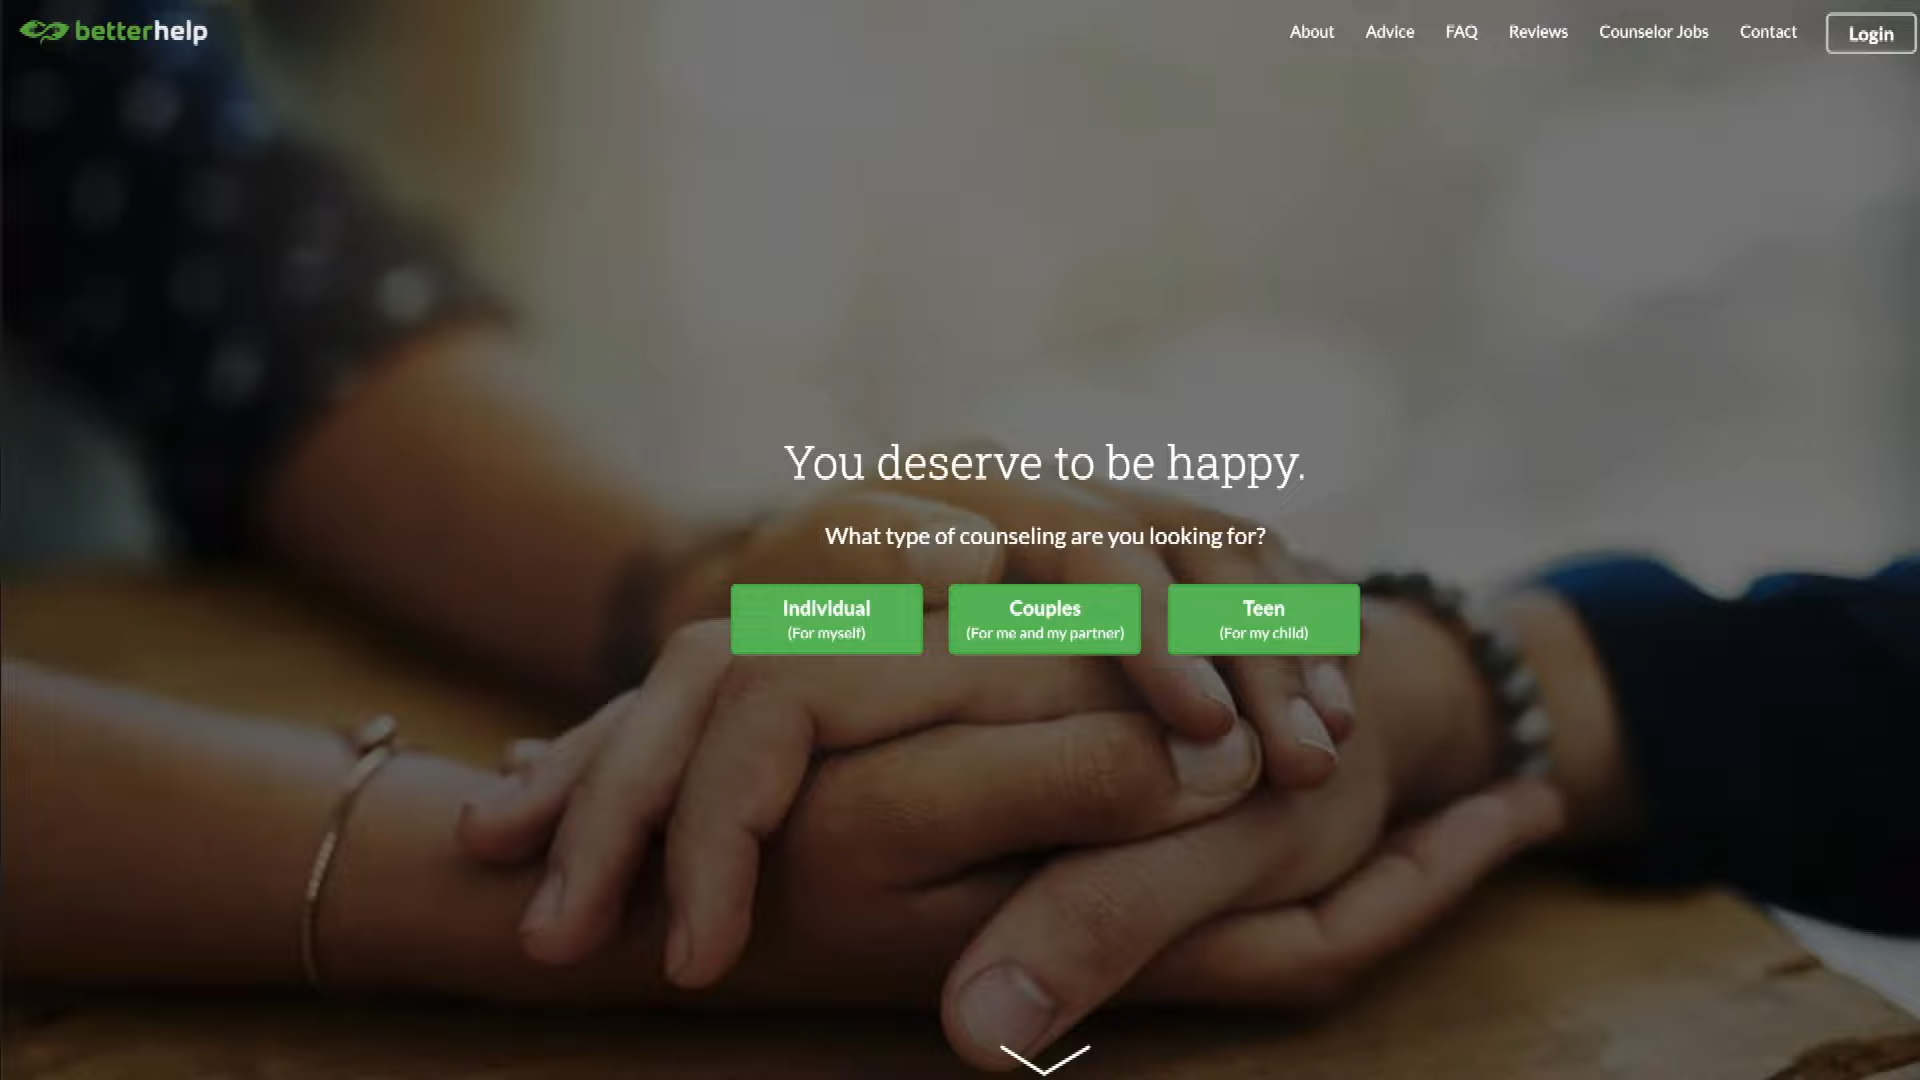 betterhelp
About
Advice
FAQ
Reviews
Counselor Jobs
Contact
Login
You deserve to be happy.
What type of counseling are you looking for?
Individual
(For myself)
Couples
(For me and my partner)
Teen
(For my child)